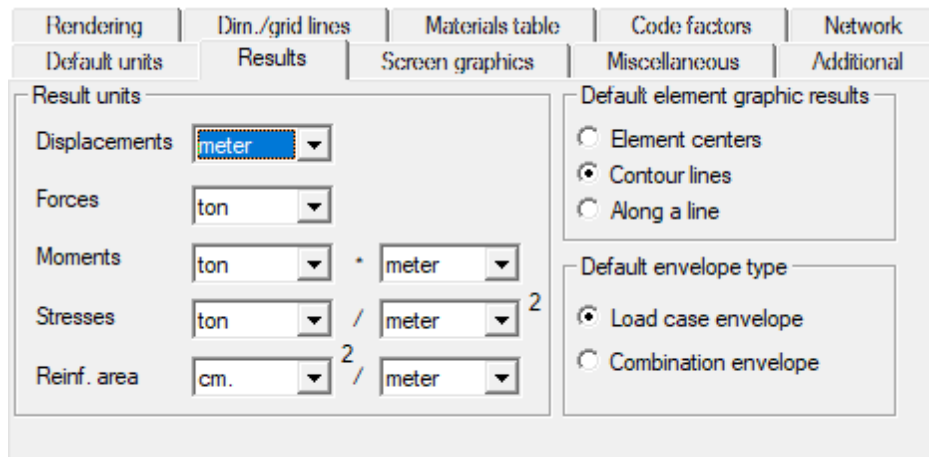 Rendering Dim./grid lines Materials table Code factors Network
Default units Results Screen graphics Miscellaneous Additional
Result units
Displacements meter
Forces ton
Moments ton * meter
Stresses ton / meter 2
Reinf. area cm. 2 / meter
Default element graphic results
Element centers
Contour lines
Along a line
Default envelope type
Load case envelope
Combination envelope